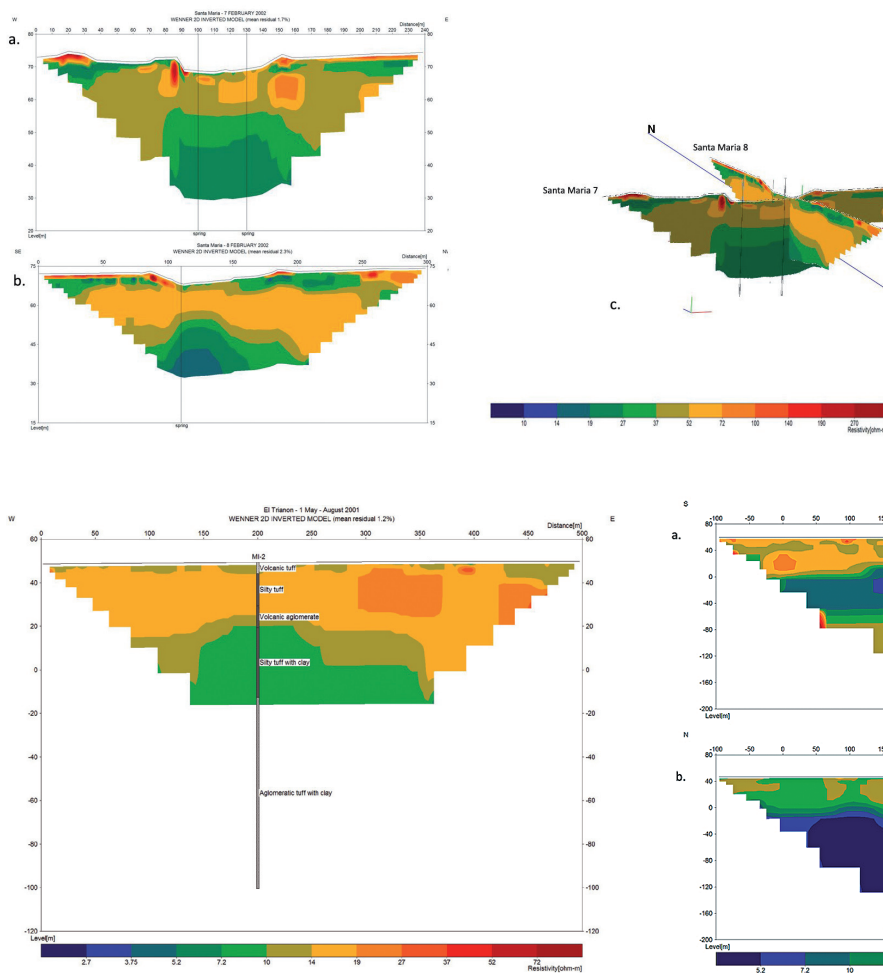 Santa Maria - 7 FEBRUARY 2002
WENNER 2D INVERTED MODEL (mean residual 1.7%)
W
Distance[m]
E
0 10 20 30 40 50 60 70 80 90 100 110 120 130 140 150 160 170 180 190 200 210 220 230 240
a.
80 80
70 70
60 60
50 50
40 40
30 30
20 20
Level[m]
spring spring
Santa Maria - 8 FEBRUARY 2002
WENNER 2D INVERTED MODEL (mean residual 2.3%)
SE
0 50 100 150 200 250 300
b.
75 75
60 60
45 45
30 30
15 15
Level[m]
spring
N
Santa Maria 8
Santa Maria 7
c.
10 14 19 27 37 52 72 100 140 190 270
El Trianon - 1 May - August 2001
WENNER 2D INVERTED MODEL (mean residual 1.2%)
W
Distance[m]
E
0 50 100 150 200 250 300 350 400 450 500
60 60
40 40
20 20
0 0
-20 -20
-40 -40
-60 -60
-80 -80
-100 -100
-120 -120
MI-2
Volcanic tuff
Silty tuff
Volcanic aglomerate
Silty tuff with clay
Aglomeratic tuff with clay
Level[m]
2.7 3.75 5.2 7.2 10 14 19 27 37 52 72
Resistivity[ohm-m]
S
-100 -50 0 50 100
a.
80
40
0
-40
-80
-120
-160
-200
Level[m]
N
-100 -50 0 50 100
b.
80
40
0
-40
-80
-120
-160
-200
Level[m]
5.2 7.2 10